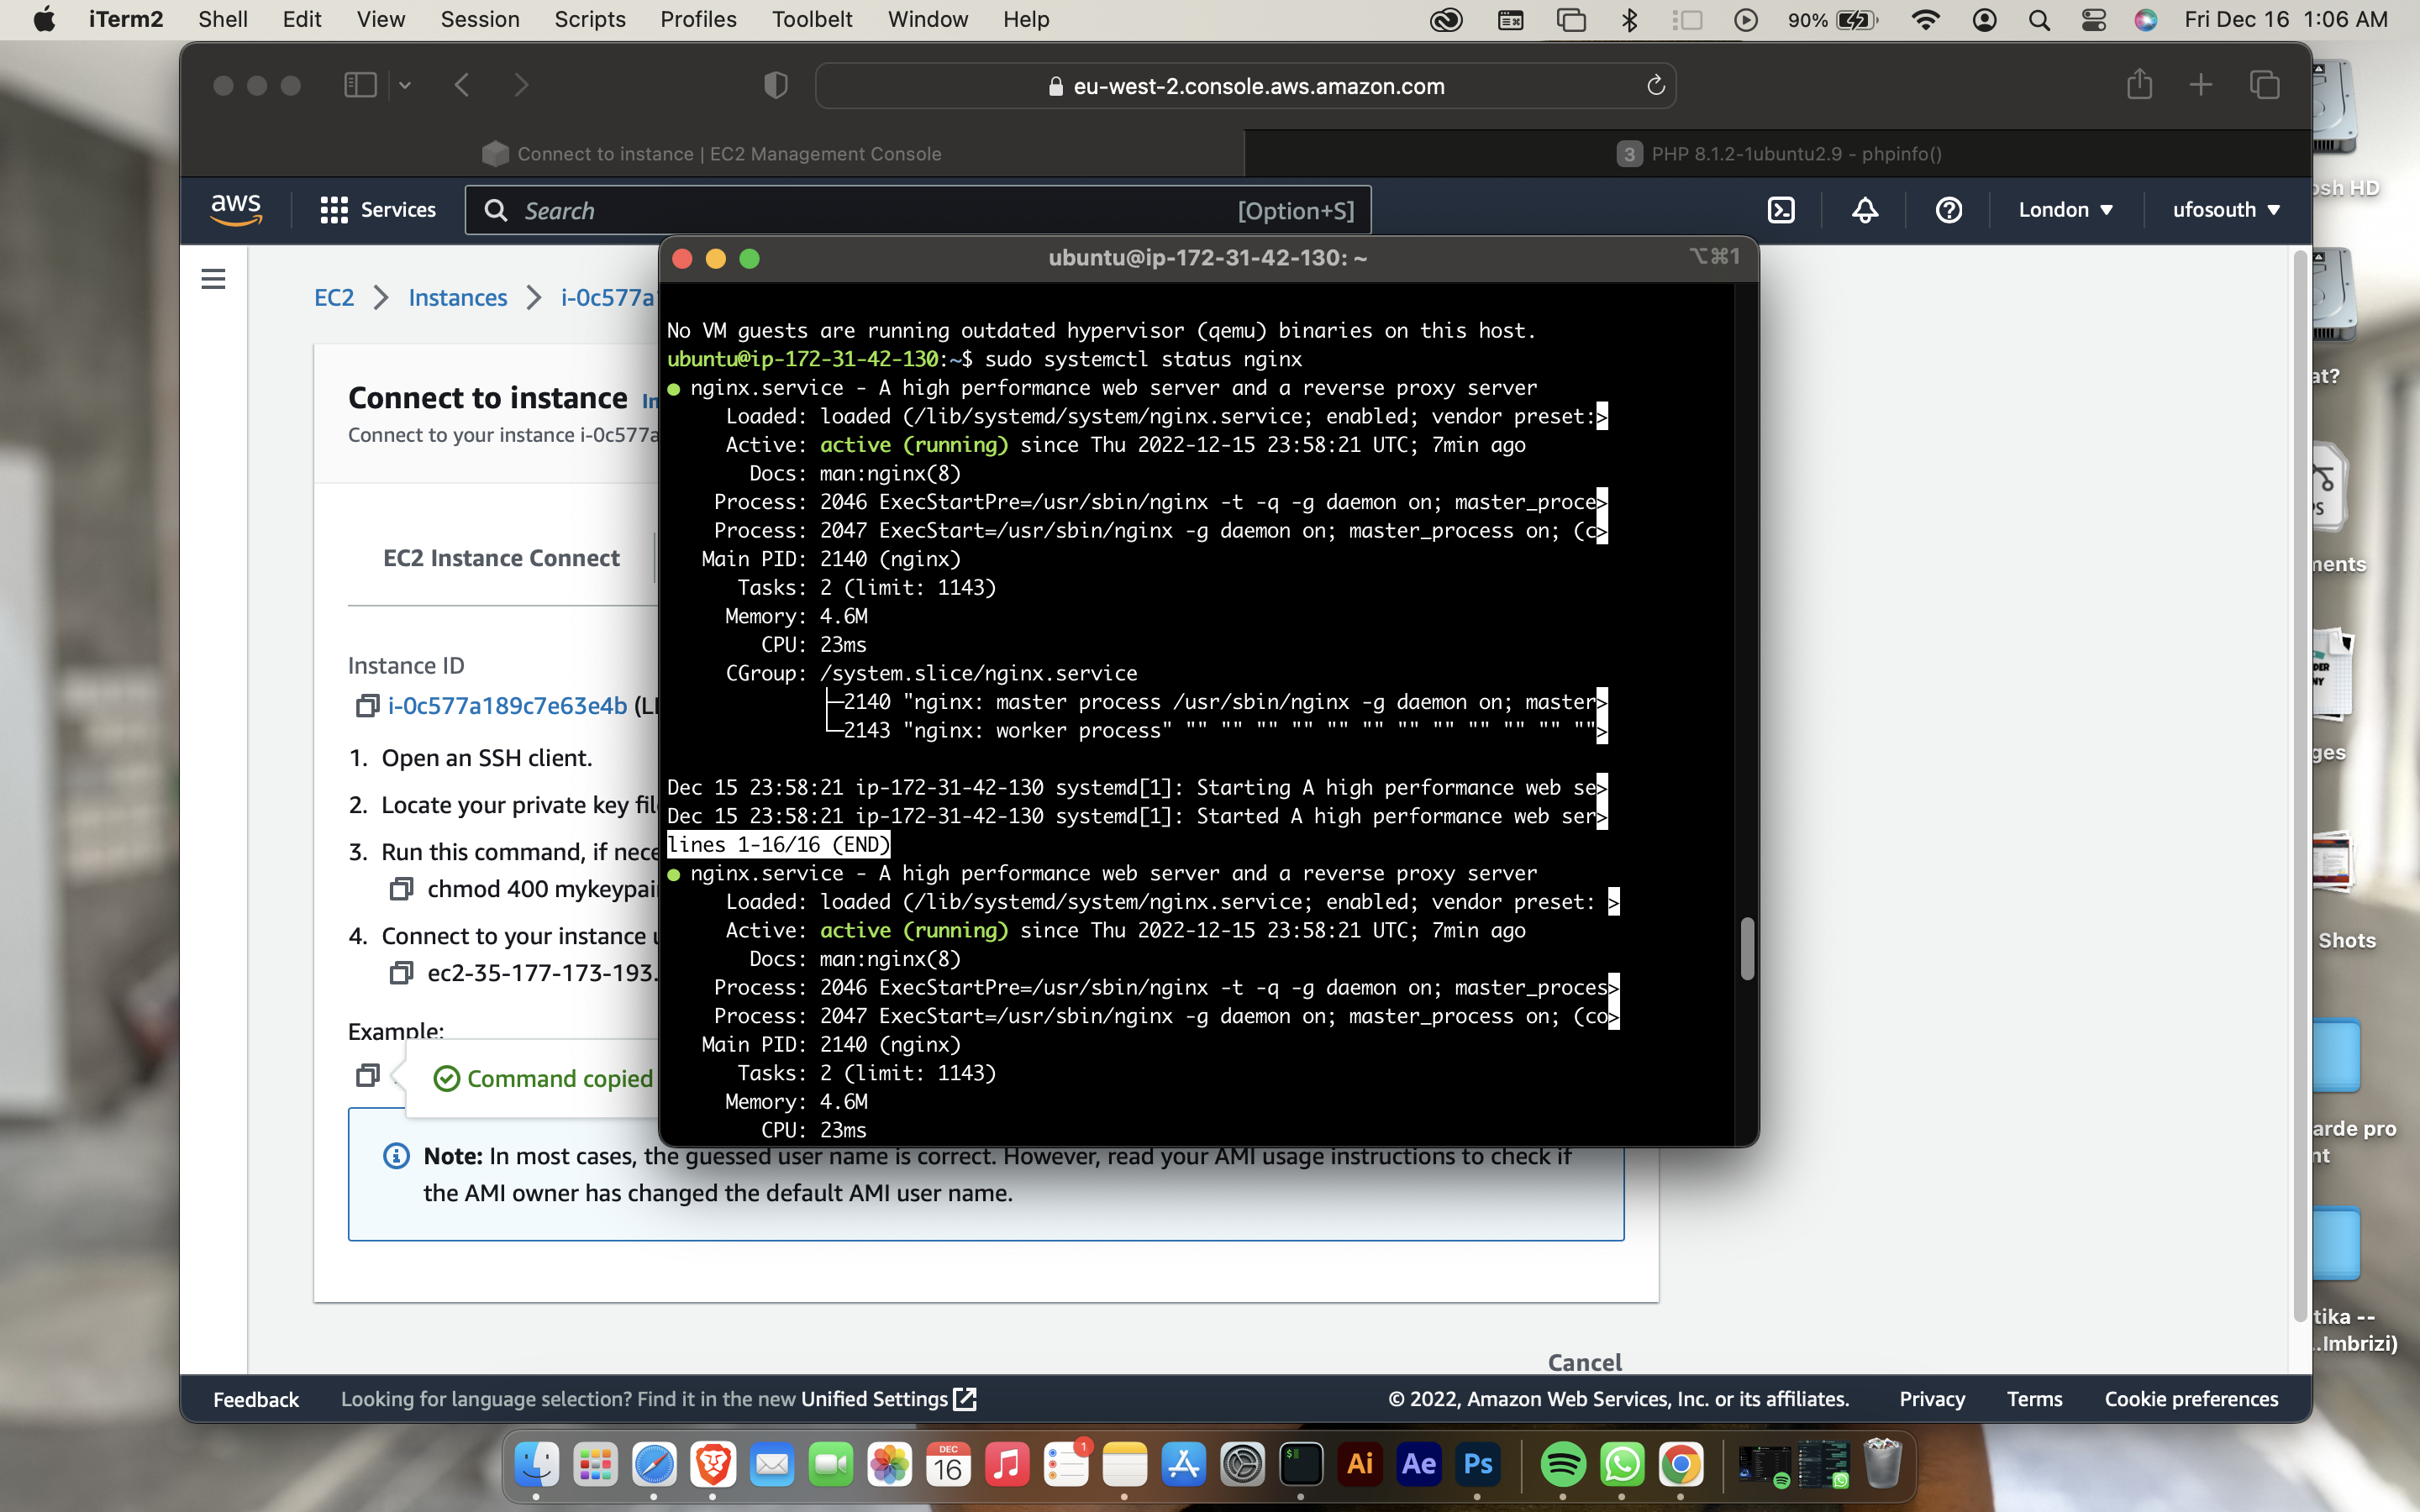 iTerm2 Shell Edit View Session Scripts Profiles Toolbelt Window Help 90% Fri Dec 16 1:06 AM
eu-west-2.console.aws.amazon.com
Connect to instance | EC2 Management Console
3 PHP 8.1.2-1ubuntu2.9 - phpinfo()
aws Services Search [Option+S] London ▼ ufosouth ▼
EC2 > Instances > i-0c577a
Connect to instance In
Connect to your instance i-0c577a
EC2 Instance Connect
Instance ID
i-0c577a189c7e63e4b
1. Open an SSH client.
2. Locate your private key fil
3. Run this command, if nece
chmod 400 mykeypai
4. Connect to your instance u
ec2-35-177-173-193.
Example:
Command copied
Note: In most cases, the guessed user name is correct. However, read your AMI usage instructions to check if
the AMI owner has changed the default AMI user name.
Cancel
ubuntu@ip-172-31-42-130: ~ ⌥⌘1
No VM guests are running outdated hypervisor (qemu) binaries on this host.
ubuntu@ip-172-31-42-130:~$ sudo systemctl status nginx
● nginx.service - A high performance web server and a reverse proxy server
Loaded: loaded (/lib/systemd/system/nginx.service; enabled; vendor preset:>
Active: active (running) since Thu 2022-12-15 23:58:21 UTC; 7min ago
Docs: man:nginx(8)
Process: 2046 ExecStartPre=/usr/sbin/nginx -t -q -g daemon on; master_proce>
Process: 2047 ExecStart=/usr/sbin/nginx -g daemon on; master_process on; (c>
Main PID: 2140 (nginx)
Tasks: 2 (limit: 1143)
Memory: 4.6M
CPU: 23ms
CGroup: /system.slice/nginx.service
├─2140 "nginx: master process /usr/sbin/nginx -g daemon on; master>
└─2143 "nginx: worker process" "" "" "" "" "" "" "" "" "" "" "" "">
Dec 15 23:58:21 ip-172-31-42-130 systemd[1]: Starting A high performance web se>
Dec 15 23:58:21 ip-172-31-42-130 systemd[1]: Started A high performance web ser>
lines 1-16/16 (END)
● nginx.service - A high performance web server and a reverse proxy server
Loaded: loaded (/lib/systemd/system/nginx.service; enabled; vendor preset: >
Active: active (running) since Thu 2022-12-15 23:58:21 UTC; 7min ago
Docs: man:nginx(8)
Process: 2046 ExecStartPre=/usr/sbin/nginx -t -q -g daemon on; master_proces>
Process: 2047 ExecStart=/usr/sbin/nginx -g daemon on; master_process on; (co>
Main PID: 2140 (nginx)
Tasks: 2 (limit: 1143)
Memory: 4.6M
CPU: 23ms
Feedback Looking for language selection? Find it in the new Unified Settings © 2022, Amazon Web Services, Inc. or its affiliates. Privacy Terms Cookie preferences
osh HD
at?
ments
ges
Shots
arde pro
nt
tika --
..Imbrizi)
DEC
16
1
Ai Ae Ps